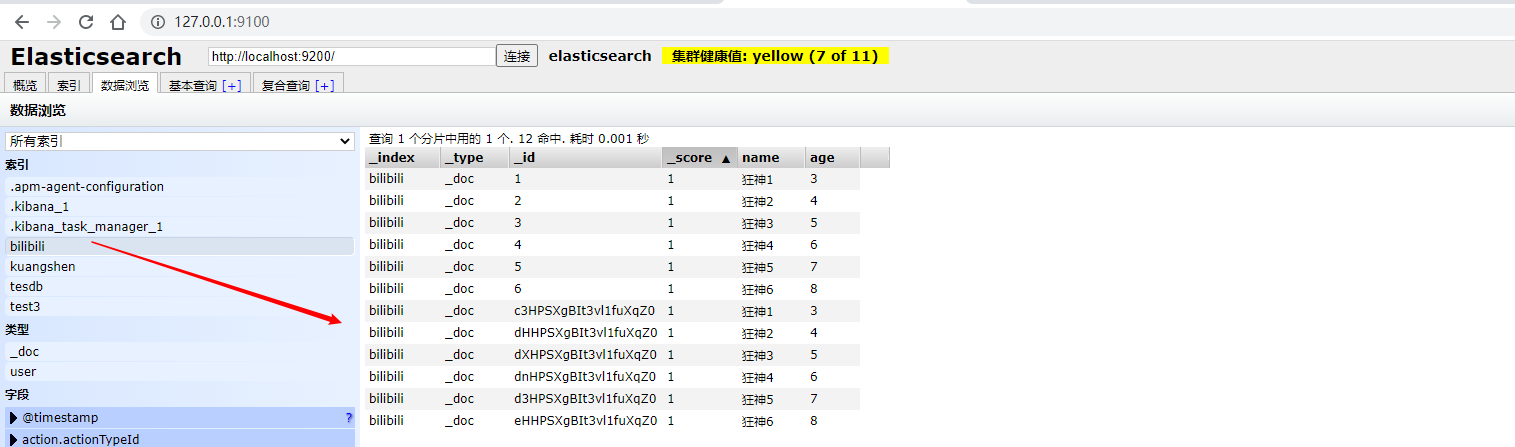 127.0.0.1:9100
Elasticsearch http://localhost:9200/ 连接 elasticsearch 集群健康值: yellow (7 of 11)
概览 索引 数据浏览 基本查询 [+] 复合查询 [+]
数据浏览
所有索引
索引
.apm-agent-configuration
.kibana_1
.kibana_task_manager_1
bilibili
kuangshen
tesdb
test3
类型
_doc
user
字段
@timestamp ?
action.actionTypeId
查询 1 个分片中用的 1 个. 12 命中. 耗时 0.001 秒
_index _type _id _score ▲ name age
bilibili _doc 1 1 狂神1 3
bilibili _doc 2 1 狂神2 4
bilibili _doc 3 1 狂神3 5
bilibili _doc 4 1 狂神4 6
bilibili _doc 5 1 狂神5 7
bilibili _doc 6 1 狂神6 8
bilibili _doc c3HPSXgBIt3vl1fuXqZ0 1 狂神1 3
bilibili _doc dHHPSXgBIt3vl1fuXqZ0 1 狂神2 4
bilibili _doc dXHPSXgBIt3vl1fuXqZ0 1 狂神3 5
bilibili _doc dnHPSXgBIt3vl1fuXqZ0 1 狂神4 6
bilibili _doc d3HPSXgBIt3vl1fuXqZ0 1 狂神5 7
bilibili _doc eHHPSXgBIt3vl1fuXqZ0 1 狂神6 8